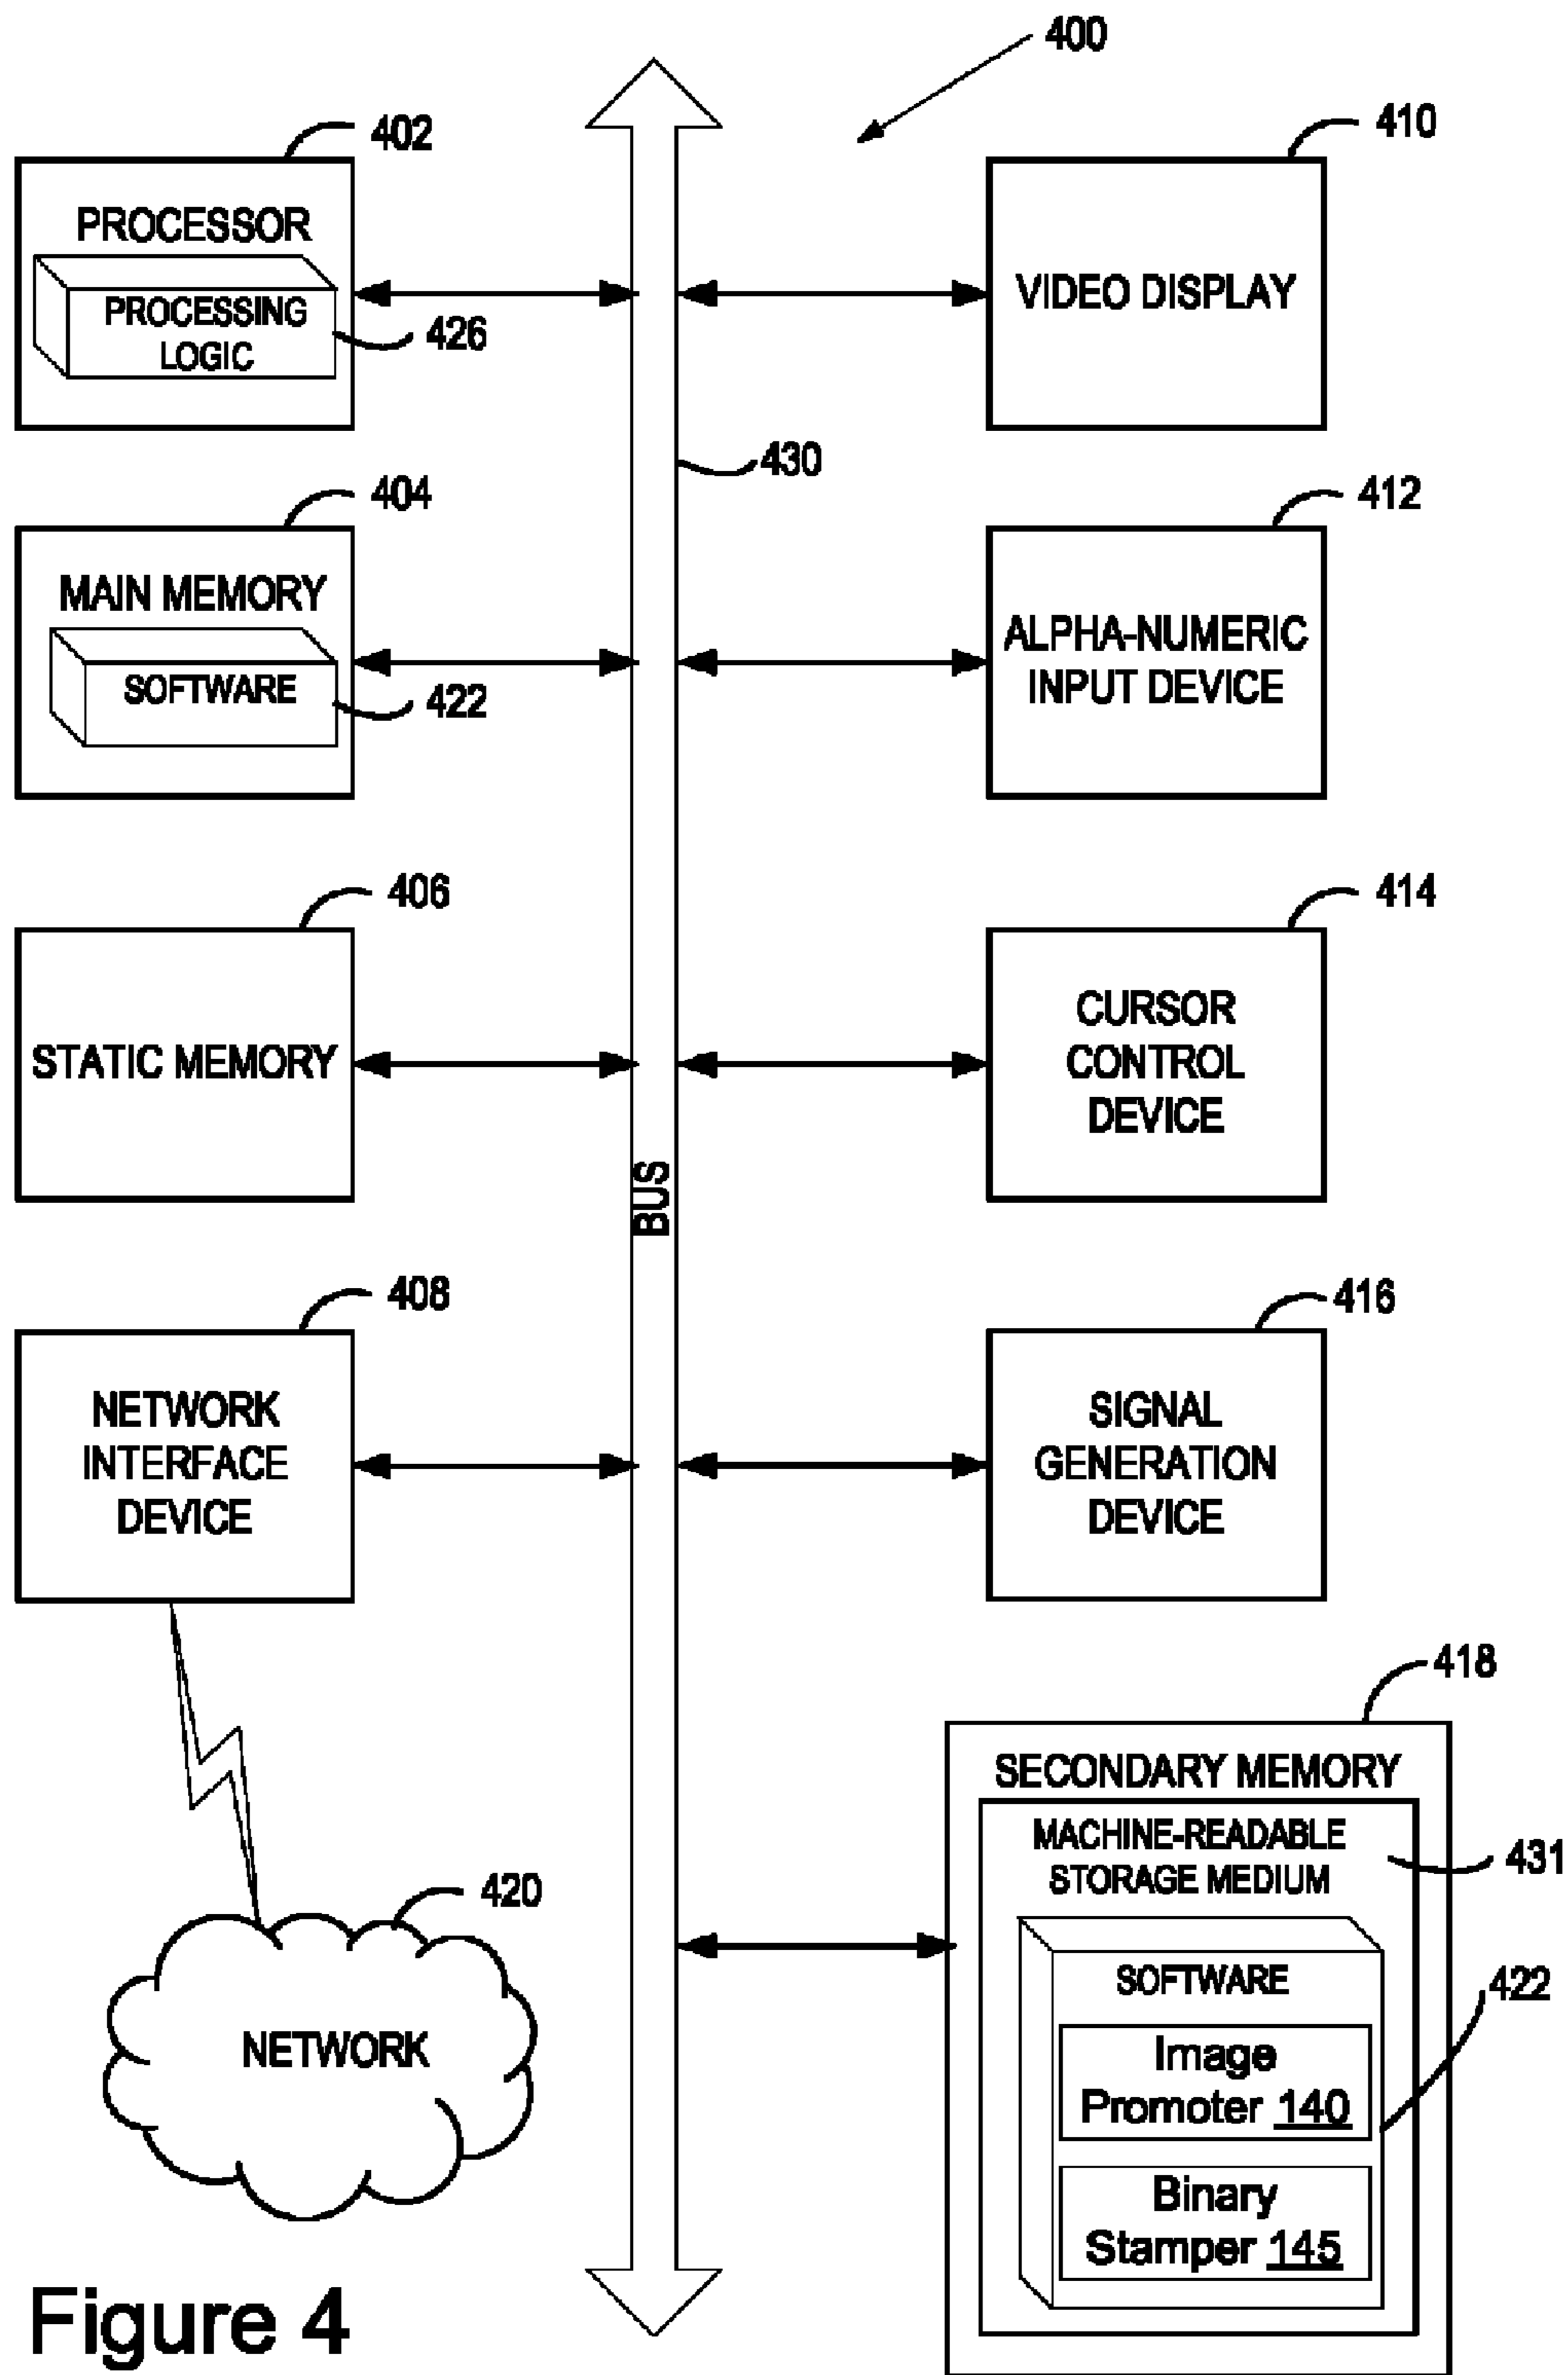 400
402
PROCESSOR
PROCESSING
LOGIC
426
410
VIDEO DISPLAY
430
404
MAIN MEMORY
SOFTWARE
422
412
ALPHA-NUMERIC
INPUT DEVICE
406
STATIC MEMORY
414
CURSOR
CONTROL
DEVICE
BUS
408
NETWORK
INTERFACE
DEVICE
416
SIGNAL
GENERATION
DEVICE
420
NETWORK
418
SECONDARY MEMORY
MACHINE-READABLE
STORAGE MEDIUM
431
SOFTWARE
422
Image
Promoter 140
Binary
Stamper 145
Figure 4